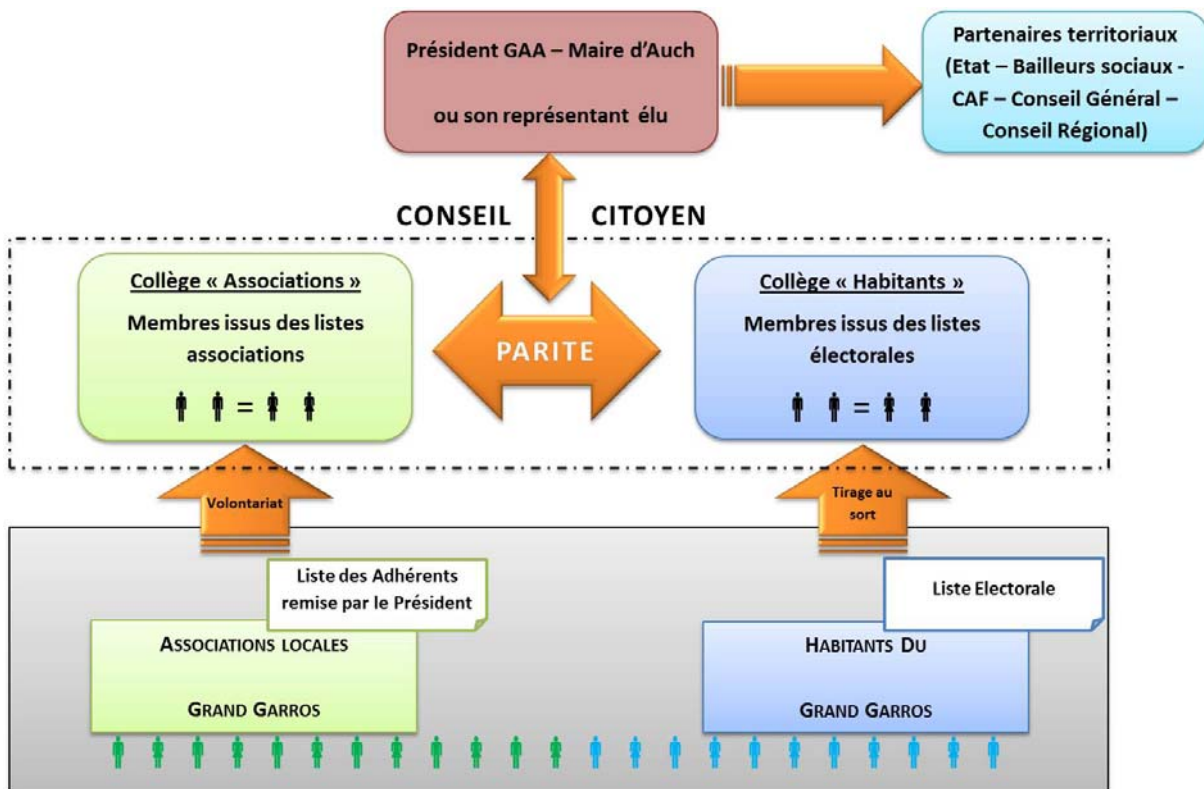 Président GAA – Maire d'Auch
ou son représentant élu
Partenaires territoriaux
(Etat – Bailleurs sociaux -
CAF – Conseil Général –
Conseil Régional)
CONSEIL CITOYEN
Collège « Associations »
Membres issus des listes
associations
=
PARITE
Collège « Habitants »
Membres issus des listes
électorales
=
Volontariat
Tirage au
sort
Liste des Adhérents
remise par le Président
Liste Electorale
ASSOCIATIONS LOCALES
GRAND GARROS
HABITANTS DU
GRAND GARROS